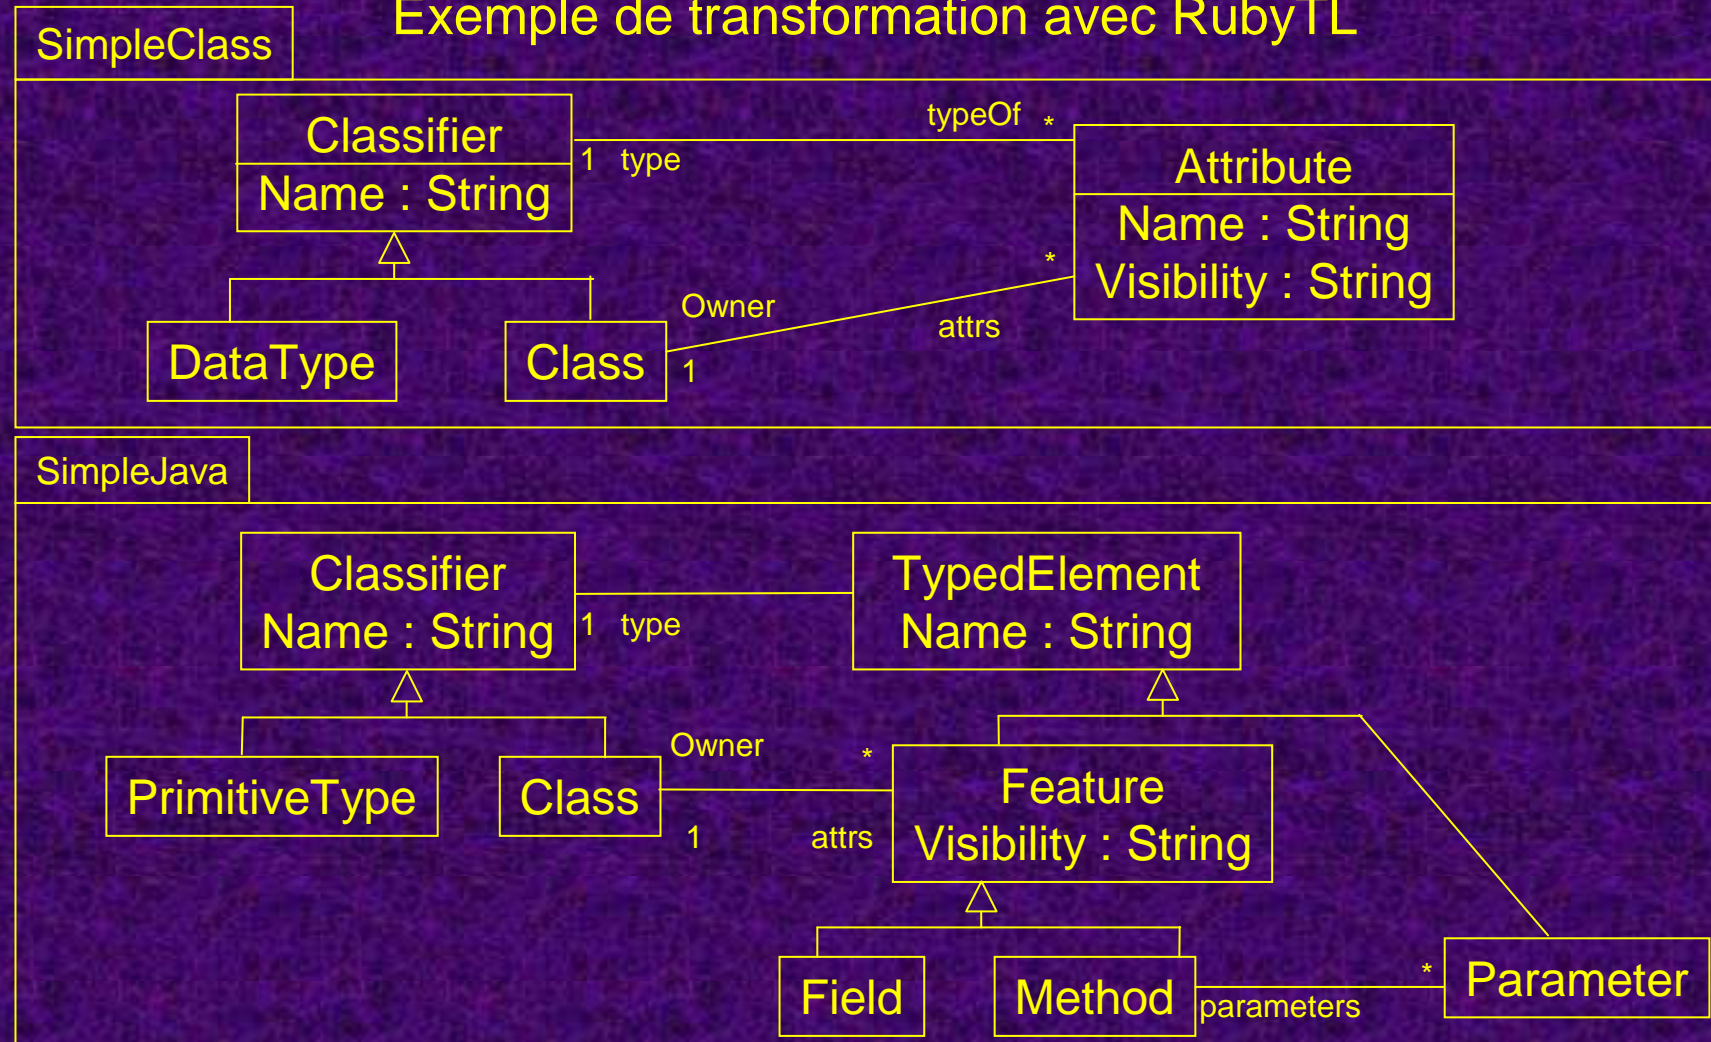 Exemple de transformation avec RubyTL
SimpleClass
Classifier
Name : String
typeOf *
1 type
Attribute
Name : String
Visibility : String
*
Owner
attrs
1
DataType
Class
SimpleJava
Classifier
Name : String
1 type
TypedElement
Name : String
PrimitiveType
Class
Owner *
1 attrs
Feature
Visibility : String
Field
Method
parameters
*
Parameter